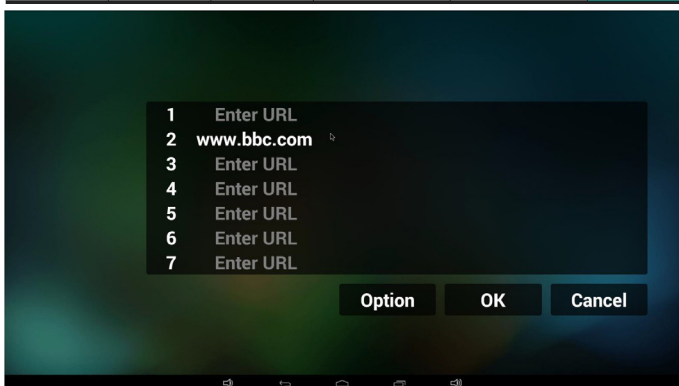 1 Enter URL
2 www.bbc.com
3 Enter URL
4 Enter URL
5 Enter URL
6 Enter URL
7 Enter URL
Option OK Cancel